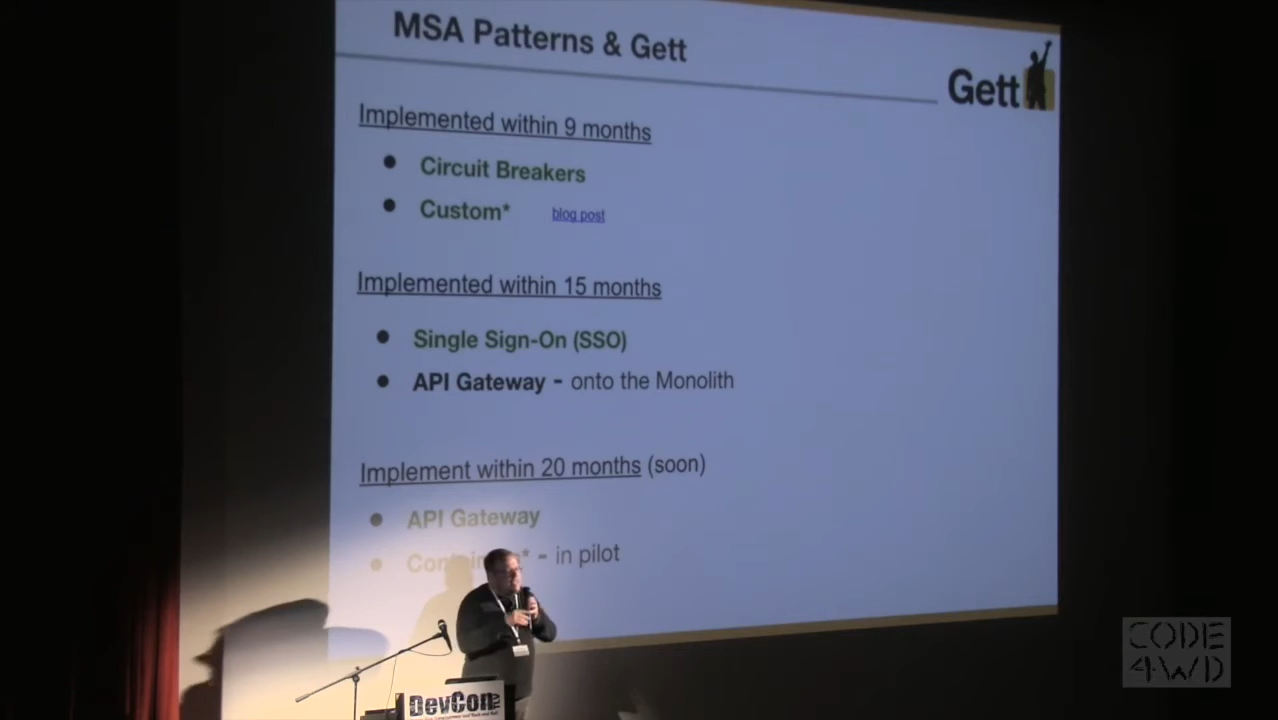 MSA Patterns & Gett
Gett
Implemented within 9 months
Circuit Breakers
Custom* blog post
Implemented within 15 months
Single Sign-On (SSO)
API Gateway - onto the Monolith
Implement within 20 months (soon)
API Gateway
- in pilot
DevCon
TLV
CODE
4WD